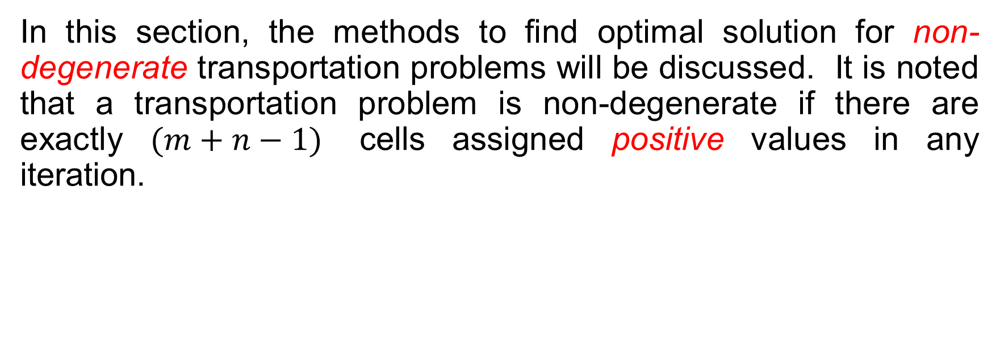 In this section, the methods to find optimal solution for non-
degenerate transportation problems will be discussed. It is noted
that a transportation problem is non-degenerate if there are
exactly (m + n − 1) cells assigned positive values in any
iteration.